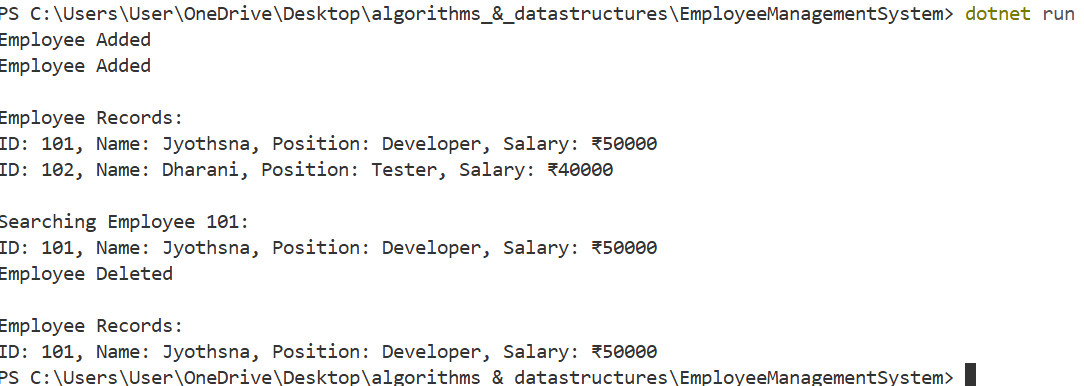 PS C:\Users\User\OneDrive\Desktop\algorithms_&_datastructures\EmployeeManagementSystem> dotnet run
Employee Added
Employee Added
Employee Records:
ID: 101, Name: Jyothsna, Position: Developer, Salary: ₹50000
ID: 102, Name: Dharani, Position: Tester, Salary: ₹40000
Searching Employee 101:
ID: 101, Name: Jyothsna, Position: Developer, Salary: ₹50000
Employee Deleted
Employee Records:
ID: 101, Name: Jyothsna, Position: Developer, Salary: ₹50000
PS C:\Users\User\OneDrive\Desktop\algorithms_&_datastructures\EmployeeManagementSystem>